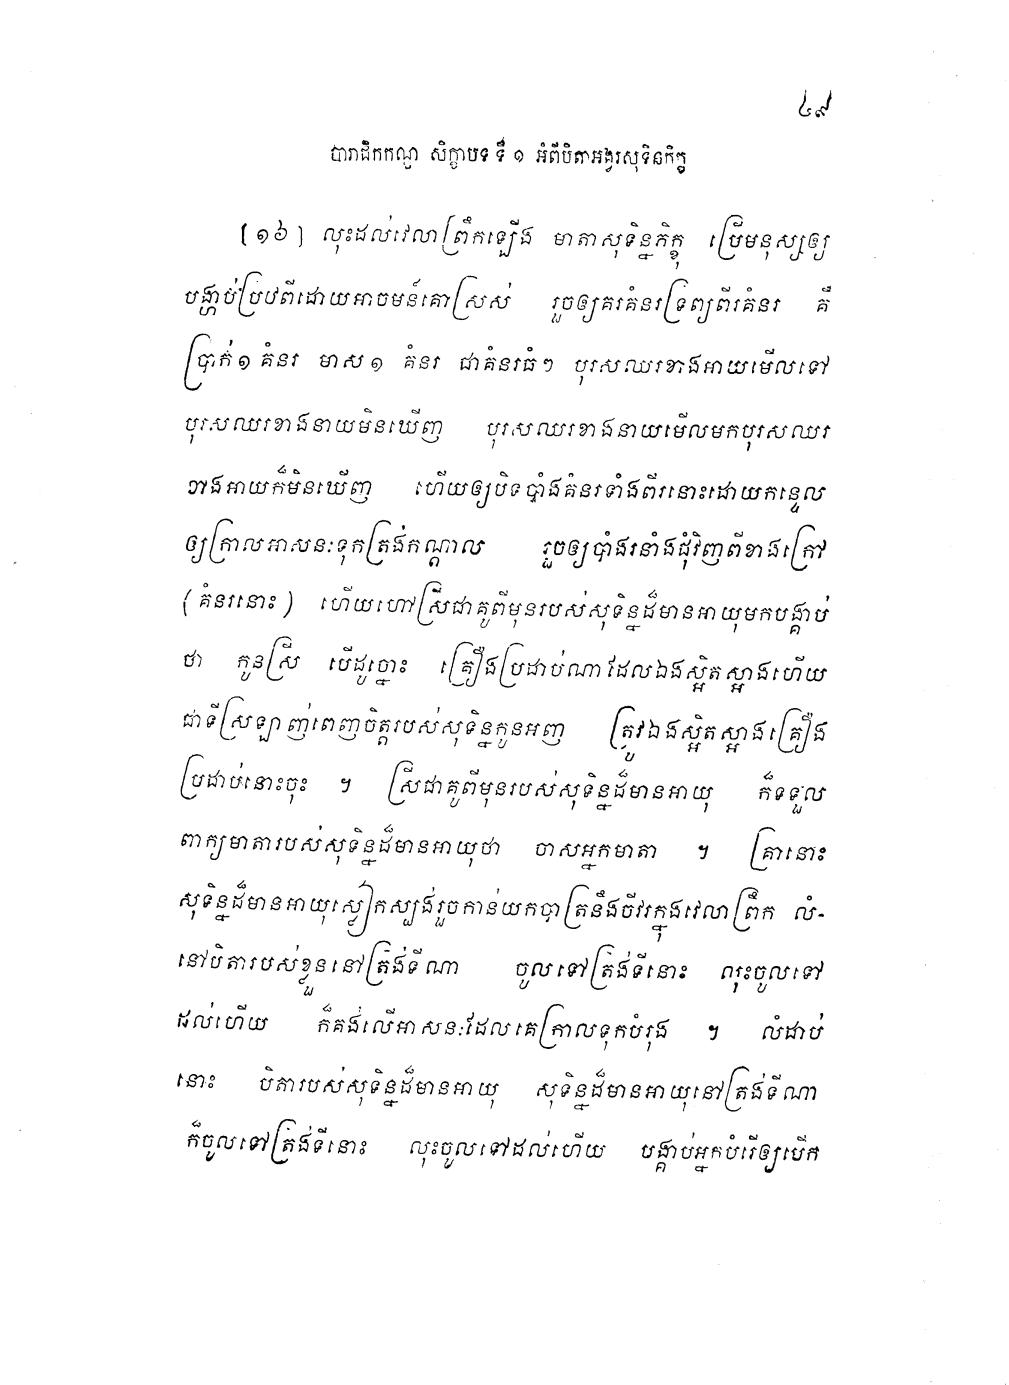 ៤៩
បារាជិកកណ្ឌ សិក្ខាបទទី ១ អំពីបិតាអង្វរសុទិនភិក្ខុ
[១៦] លុះដល់វេលាព្រឹកឡើង មាតាសុទិន្នភិក្ខុ ប្រើមនុស្សឲ្យ
បង្ហាប់ប្រឋពីដោយអាចមន៍គោស្រស់ រួចឲ្យគរគំនរទ្រព្យពីរគំនរ គឺ
ប្រាក់១គំនរ មាស១ គំនរ ជាគំនរធំៗ បុរសឈរខាងអាយមើលទៅ
បុរសឈរខាងនាយមិនឃើញ បុរសឈរខាងនាយមើលមកបុរសឈរ
ខាងអាយក៏មិនឃើញ ហើយឲ្យបិទបាំងគំនរទាំងពីរនោះដោយកន្ទេល
ឲ្យក្រាលអាសនៈទុកត្រង់កណ្តាល រួចឲ្យបាំងរនាំងជុំវិញពីខាងក្រៅ
(គំនរនោះ) ហើយហៅស្រីជាគូពីមុនរបស់សុទិន្នដ៏មានអាយុមកបង្គាប់
ថា កូនស្រី បើដូច្នោះ គ្រឿងប្រដាប់ណាដែលឯងស្អិតស្អាងហើយ
ជាទីស្រឡាញ់ពេញចិត្តរបស់សុទិន្នកូនអញ ត្រូវឯងស្អិតស្អាងគ្រឿង
ប្រដាប់នោះចុះ ។ ស្រីជាគូពីមុនរបស់សុទិន្នដ៏មានអាយុ ក៏ទទួល
ពាក្យមាតារបស់សុទិន្នដ៏មានអាយុថា ចាសអ្នកមាតា ។ គ្រានោះ
សុទិន្នដ៏មានអាយុស្លៀកស្បង់រួចកាន់យកបាត្រនឹងចីវរក្នុងវេលាព្រឹក លំ-
នៅបិតារបស់ខ្លួននៅត្រង់ទីណា ចូលទៅត្រង់ទីនោះ លុះចូលទៅ
ដល់ហើយ ក៏គង់លើអាសនៈដែលគេក្រាលទុកបំរុង ។ លំដាប់
នោះ បិតារបស់សុទិន្នដ៏មានអាយុ សុទិន្នដ៏មានអាយុនៅត្រង់ទីណា
ក៏ចូលទៅត្រង់ទីនោះ លុះចូលទៅដល់ហើយ បង្គាប់អ្នកបំរើឲ្យបើក